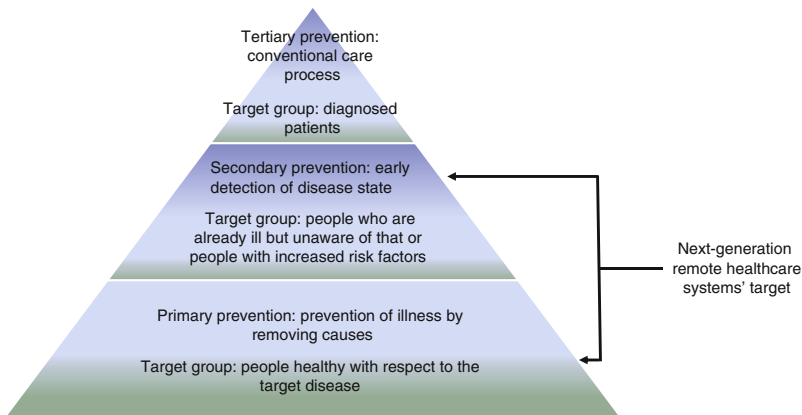 Tertiary prevention:
conventional care
process
Target group: diagnosed
patients
Secondary prevention: early
detection of disease state
Target group: people who are
already ill but unaware of that or
people with increased risk factors
Primary prevention: prevention of illness by
removing causes
Target group: people healthy with respect to the
target disease
Next-generation
remote healthcare
systems’ target